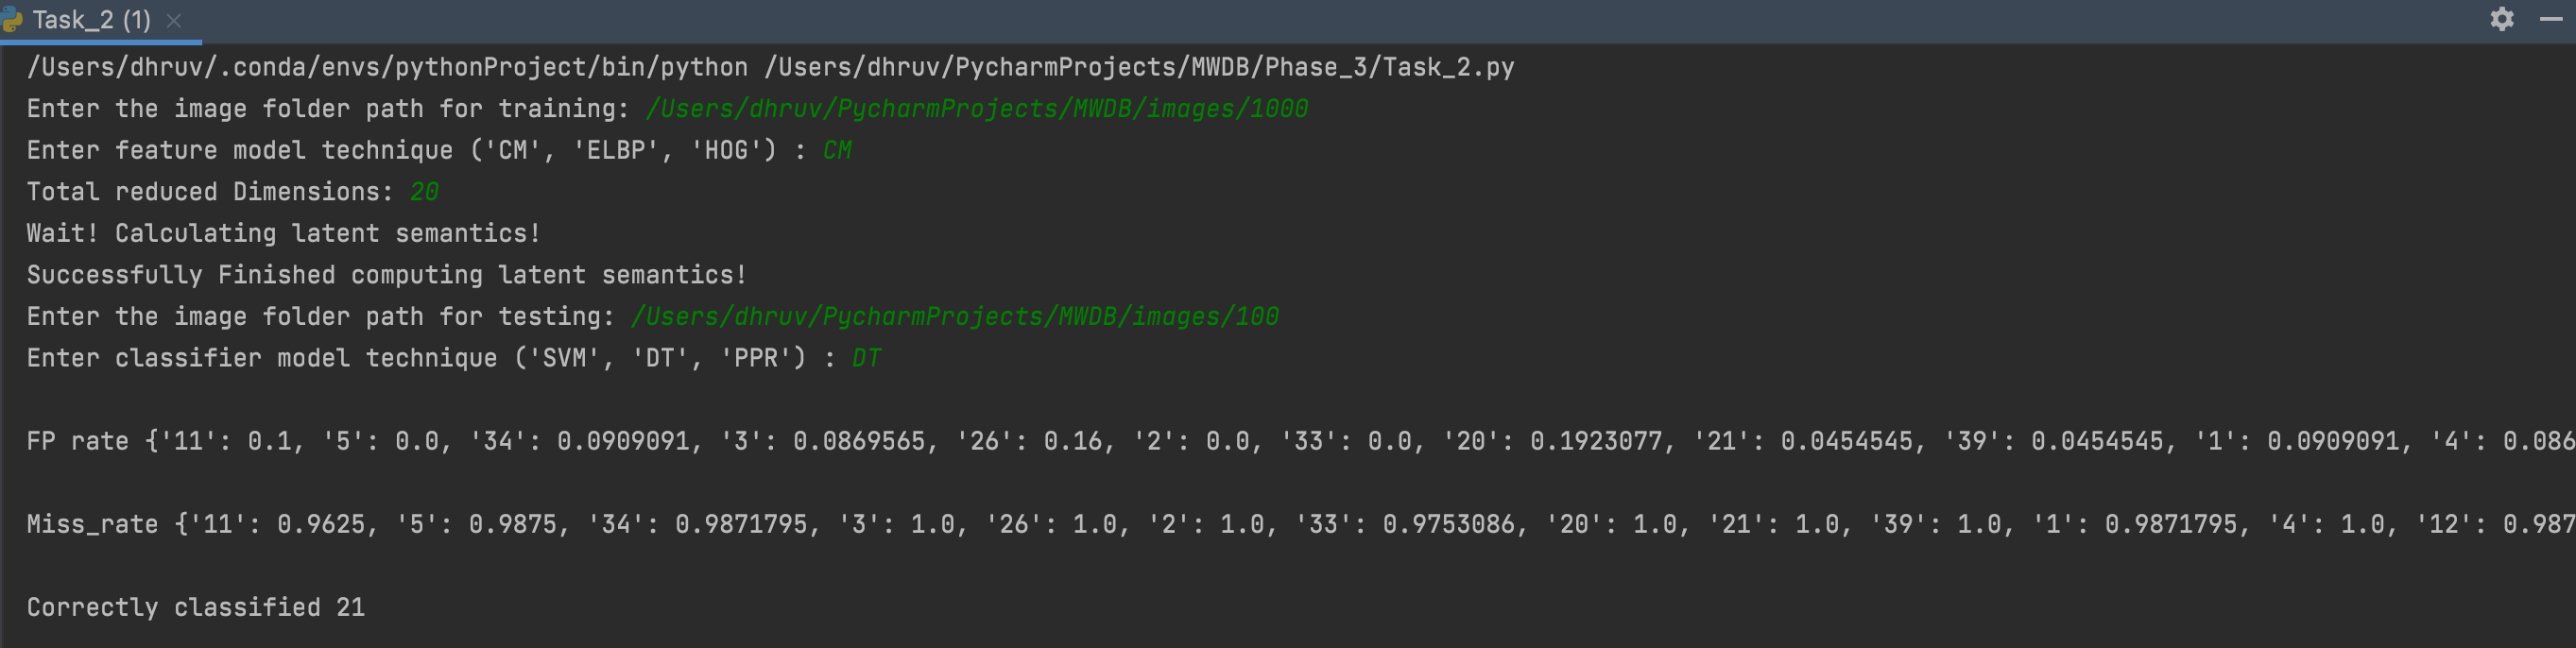 Task_2 (1)
/Users/dhruv/.conda/envs/pythonProject/bin/python /Users/dhruv/PycharmProjects/MWDB/Phase_3/Task_2.py
Enter the image folder path for training: /Users/dhruv/PycharmProjects/MWDB/images/1000
Enter feature model technique ('CM', 'ELBP', 'HOG') : CM
Total reduced Dimensions: 20
Wait! Calculating latent semantics!
Successfully Finished computing latent semantics!
Enter the image folder path for testing: /Users/dhruv/PycharmProjects/MWDB/images/100
Enter classifier model technique ('SVM', 'DT', 'PPR') : DT
FP rate {'11': 0.1, '5': 0.0, '34': 0.0909091, '3': 0.0869565, '26': 0.16, '2': 0.0, '33': 0.0, '20': 0.1923077, '21': 0.0454545, '39': 0.0454545, '1': 0.0909091, '4': 0.086
Miss_rate {'11': 0.9625, '5': 0.9875, '34': 0.9871795, '3': 1.0, '26': 1.0, '2': 1.0, '33': 0.9753086, '20': 1.0, '21': 1.0, '39': 1.0, '1': 0.9871795, '4': 1.0, '12': 0.987
Correctly classified 21